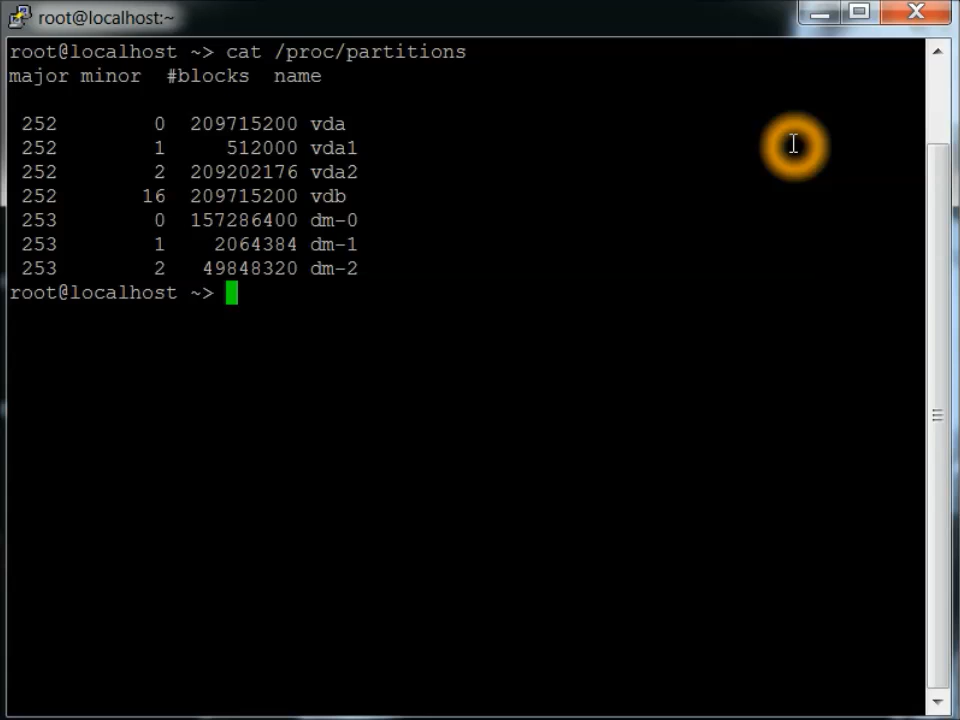 root@localhost:~
root@localhost ~> cat /proc/partitions
major minor  #blocks  name
 252        0  209715200 vda
 252        1     512000 vda1
 252        2  209202176 vda2
 252       16  209715200 vdb
 253        0  157286400 dm-0
 253        1    2064384 dm-1
 253        2   49848320 dm-2
root@localhost ~>